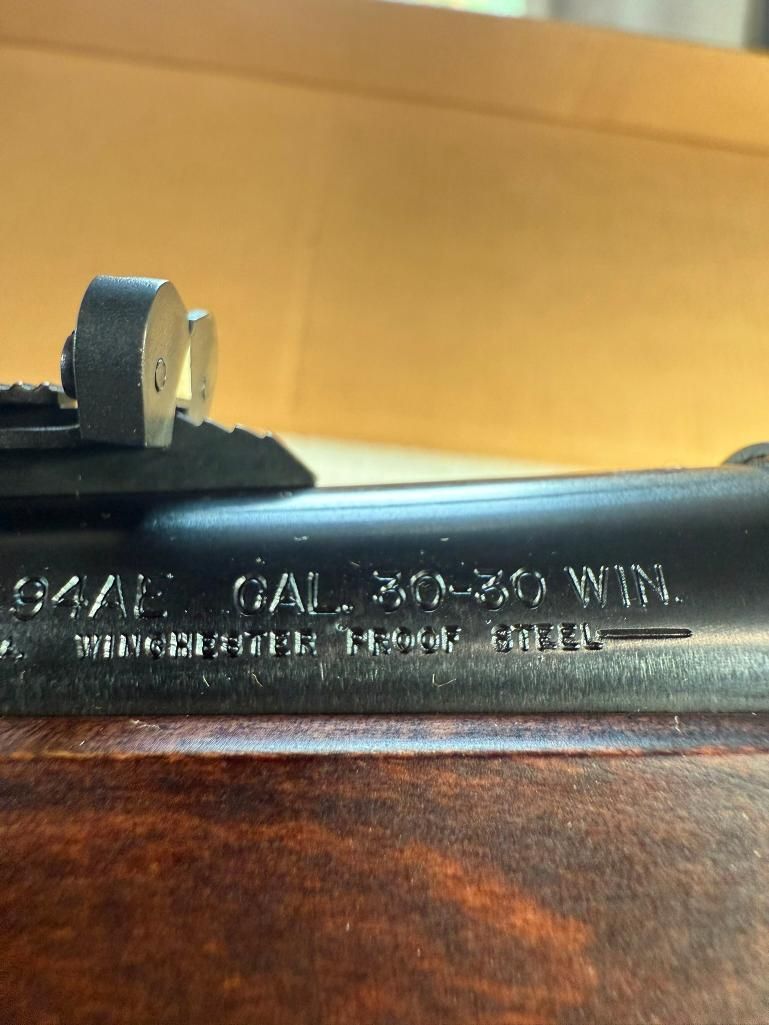 94AE CAL. 30-30 WIN.
A. WINCHESTER PROOF STEEL